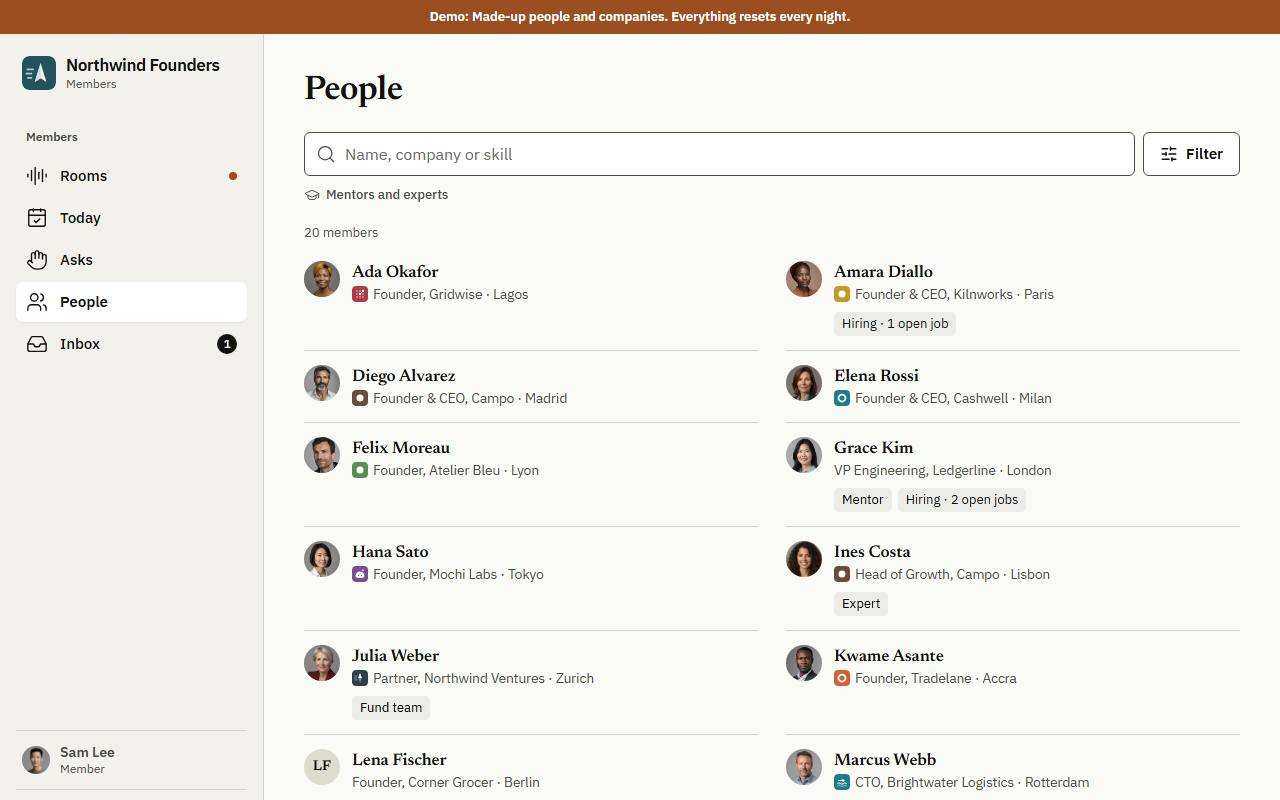 Demo: Made-up people and companies. Everything resets every night.
Northwind Founders
Members
Members
Rooms
Today
Asks
People
Inbox
1
Sam Lee
Member
People
Name, company or skill
Filter
Mentors and experts
20 members
Ada Okafor
Founder, Gridwise · Lagos
Amara Diallo
Founder & CEO, Kilnworks · Paris
Hiring · 1 open job
Diego Alvarez
Founder & CEO, Campo · Madrid
Elena Rossi
Founder & CEO, Cashwell · Milan
Felix Moreau
Founder, Atelier Bleu · Lyon
Grace Kim
VP Engineering, Ledgerline · London
Mentor
Hiring · 2 open jobs
Hana Sato
Founder, Mochi Labs · Tokyo
Ines Costa
Head of Growth, Campo · Lisbon
Expert
Julia Weber
Partner, Northwind Ventures · Zurich
Fund team
Kwame Asante
Founder, Tradelane · Accra
LF
Lena Fischer
Founder, Corner Grocer · Berlin
Marcus Webb
CTO, Brightwater Logistics · Rotterdam